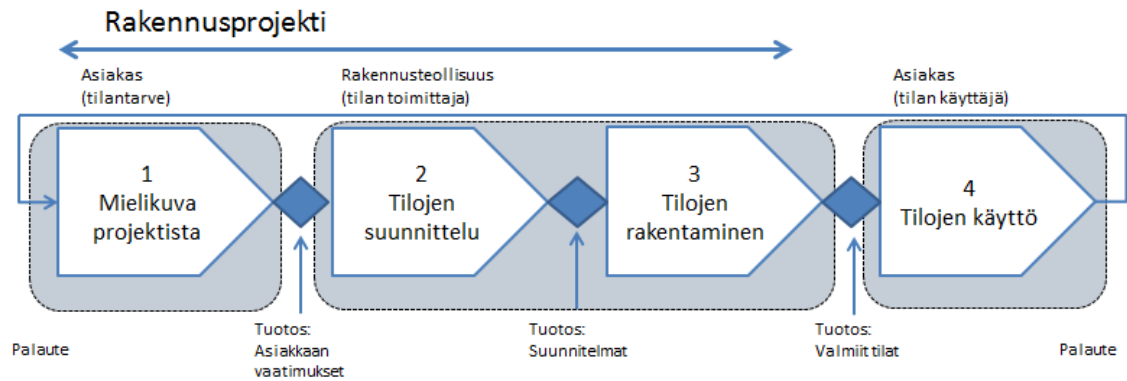 Rakennusprojekti
Asiakas
(tilantarve)
Rakennusteollisuus
(tilan toimittaja)
Asiakas
(tilan käyttäjä)
1
Mielikuva
projektista
2
Tilojen
suunnittelu
3
Tilojen
rakentaminen
4
Tilojen käyttö
Palaute
Tuotos:
Asiakkaan
vaatimukset
Tuotos:
Suunnitelmat
Tuotos:
Valmiit tilat
Palaute